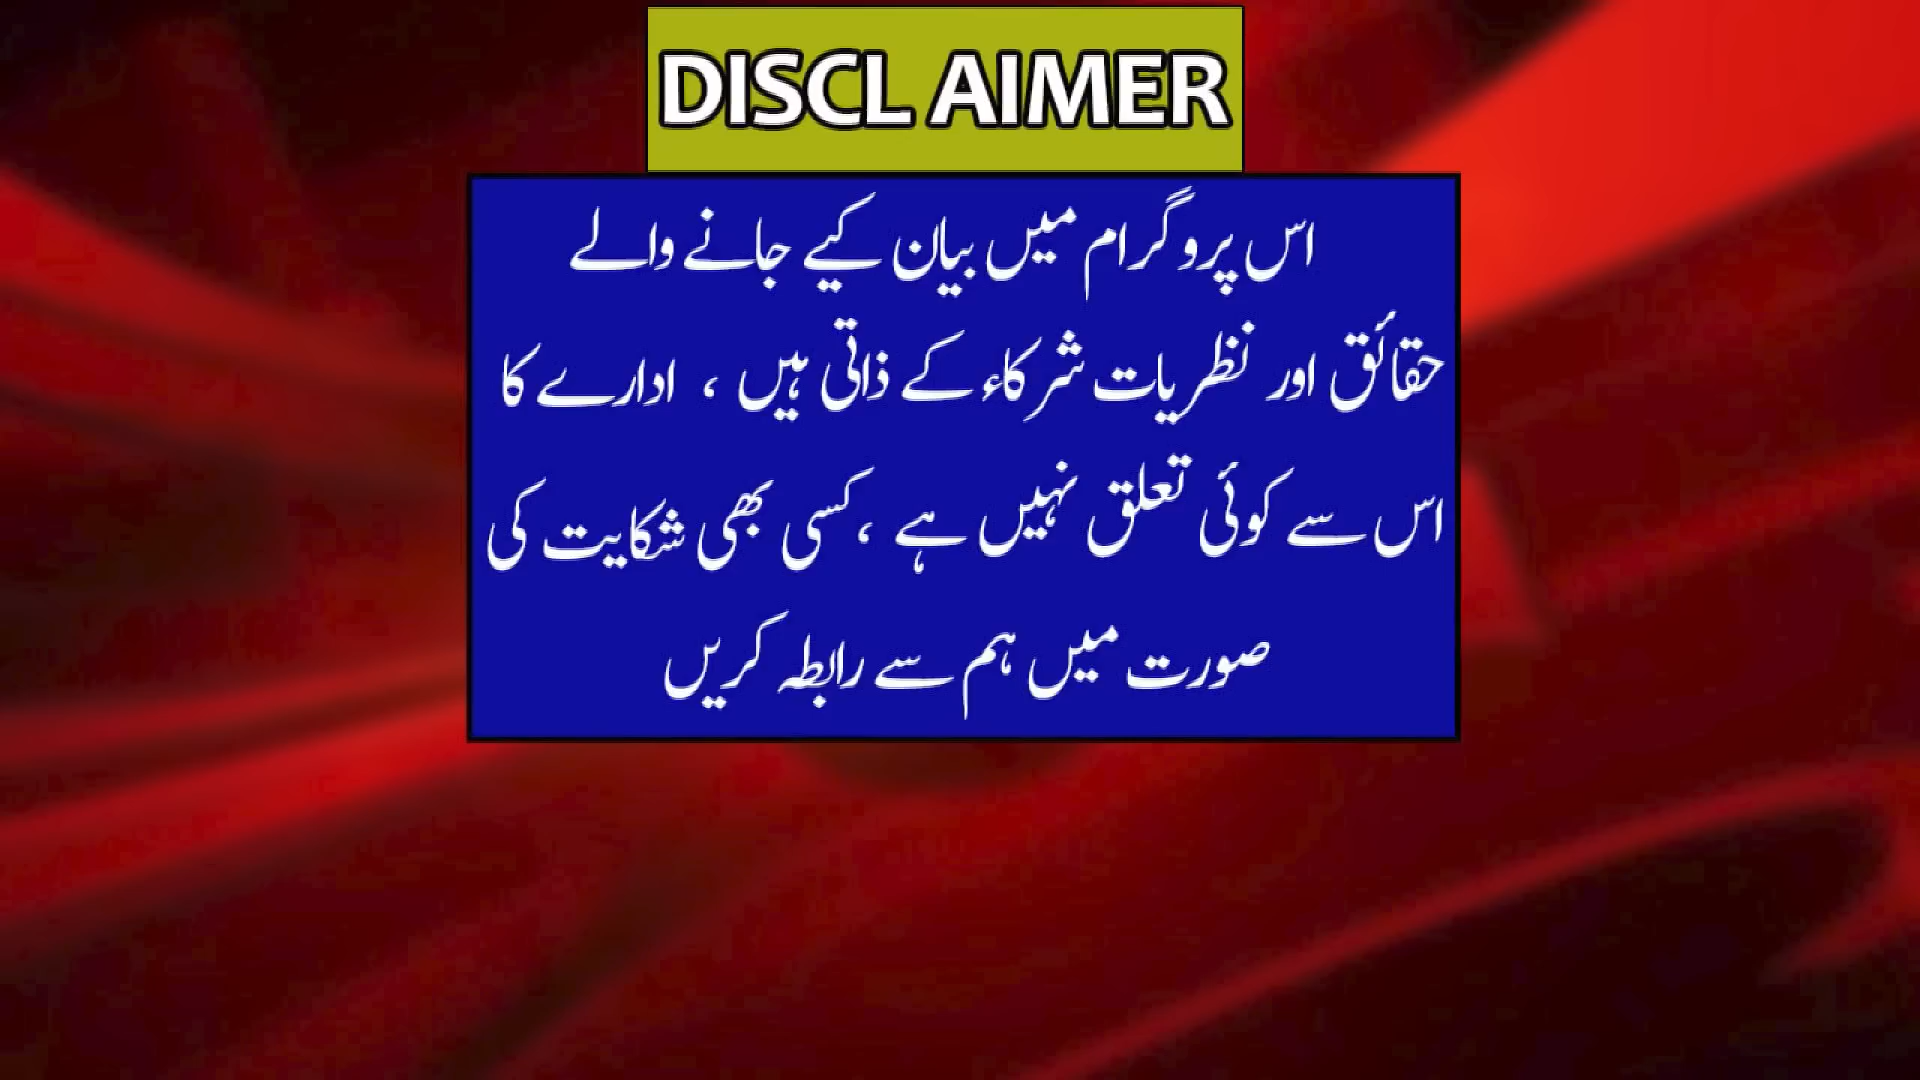 DISCL AIMER
اس پروگرام میں بیان کیے جانے والے
حقائق اور نظریات شرکاء کے ذاتی ہیں ، ادارے کا
اس سے کوئی تعلق نہیں ہے ،کسی بھی شکایت کی
صورت میں ہم سے رابطہ کریں